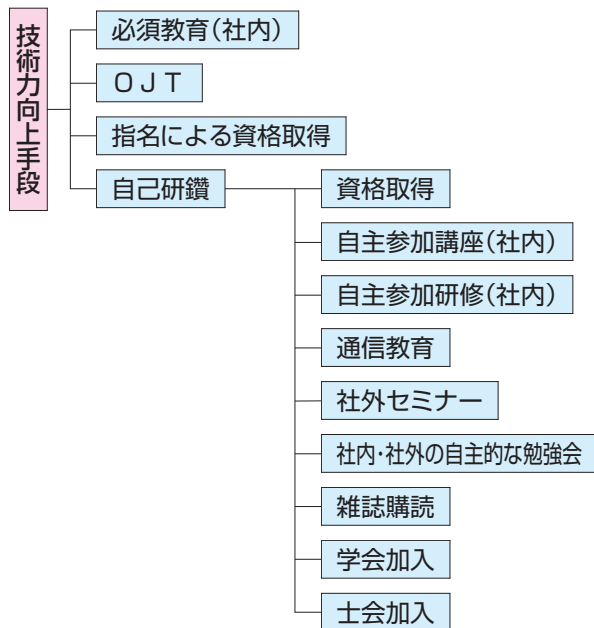 技術力向上手段
必須教育(社内)
OJT
指名による資格取得
自己研鑽
資格取得
自主参加講座(社内)
自主参加研修(社内)
通信教育
社外セミナー
社内・社外の自主的な勉強会
雑誌購読
学会加入
士会加入